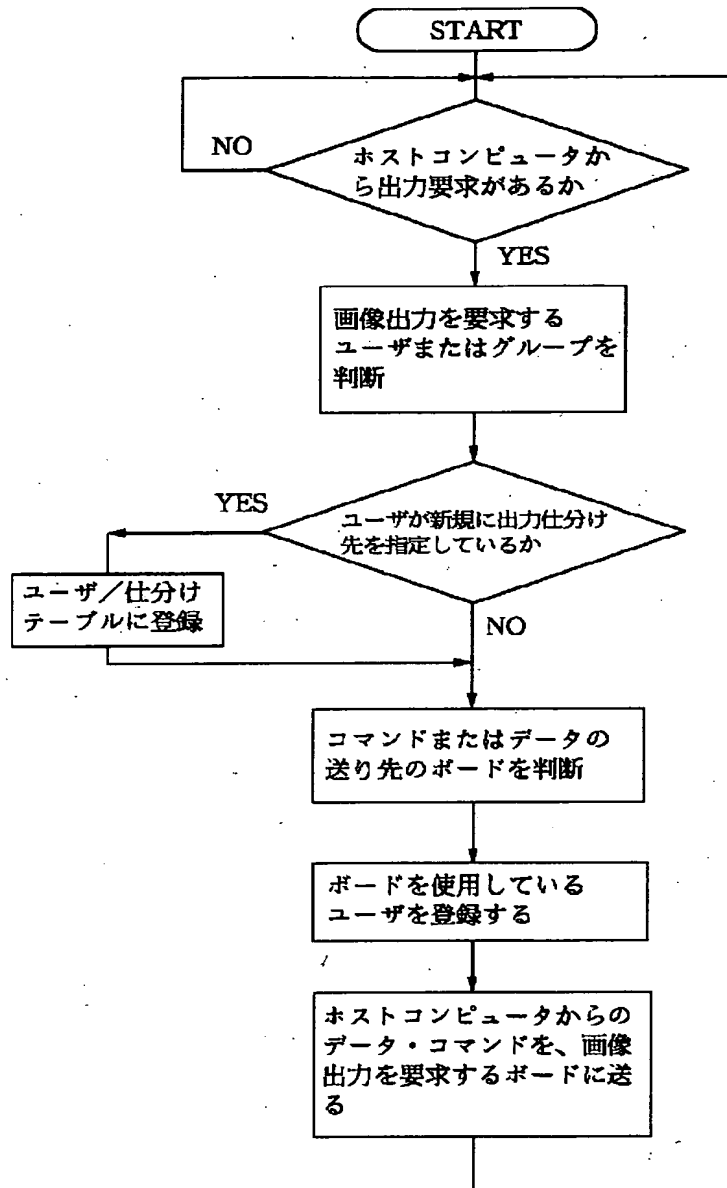 START
NO
ホストコンピュータか
ら出力要求があるか
YES
画像出力を要求する
ユーザまたはグループを
判断
YES
ユーザが新規に出力仕分け
先を指定しているか
ユーザ／仕分け
テーブルに登録
NO
コマンドまたはデータの
送り先のボードを判断
ボードを使用している
ユーザを登録する
ホストコンピュータからの
データ・コマンドを、画像
出力を要求するボードに送
る